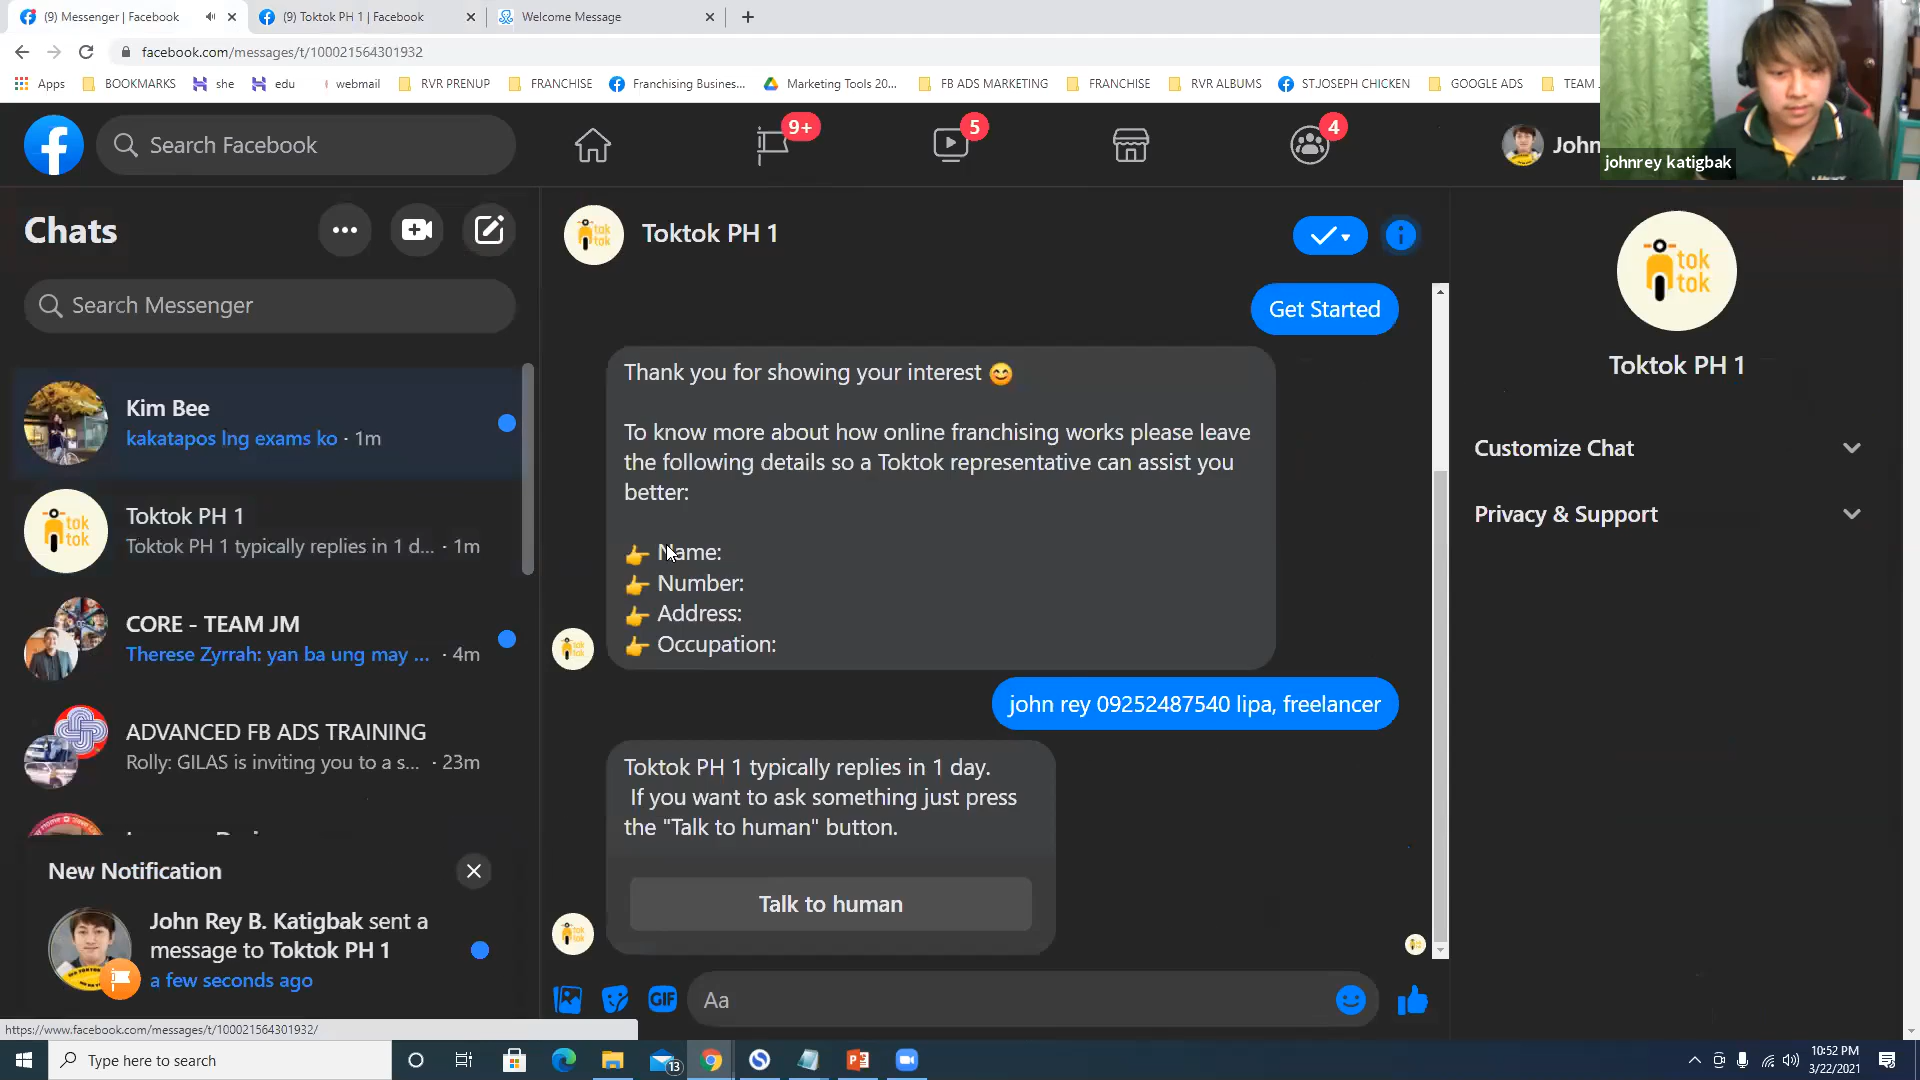 (9) Messenger | Facebook
(9) Toktok PH 1 | Facebook
Welcome Message
facebook.com/messages/t/100021564301932
Apps
BOOKMARKS
she
edu
webmail
RVR PRENUP
FRANCHISE
Franchising Busines...
Marketing Tools 20...
FB ADS MARKETING
FRANCHISE
RVR ALBUMS
STJOSEPH CHICKEN
GOOGLE ADS
TEAM
johnrey katigbak
Search Facebook
9+
5
4
John
Chats
Search Messenger
Kim Bee
kakatapos lng exams ko · 1m
Toktok PH 1
Toktok PH 1 typically replies in 1 d... · 1m
CORE - TEAM JM
Therese Zyrrah: yan ba ung may ... · 4m
ADVANCED FB ADS TRAINING
Rolly: GILAS is inviting you to a s... · 23m
New Notification
John Rey B. Katigbak sent a
message to Toktok PH 1
a few seconds ago
https://www.facebook.com/messages/t/100021564301932/
tok
tok
Toktok PH 1
Get Started
Thank you for showing your interest 😊
To know more about how online franchising works please leave
the following details so a Toktok representative can assist you
better:
👉 Name:
👉 Number:
👉 Address:
👉 Occupation:
john rey 09252487540 lipa, freelancer
Toktok PH 1 typically replies in 1 day.
If you want to ask something just press
the "Talk to human" button.
Talk to human
GIF
Aa
tok
tok
Toktok PH 1
Customize Chat
Privacy & Support
Type here to search
13
10:52 PM
3/22/2021